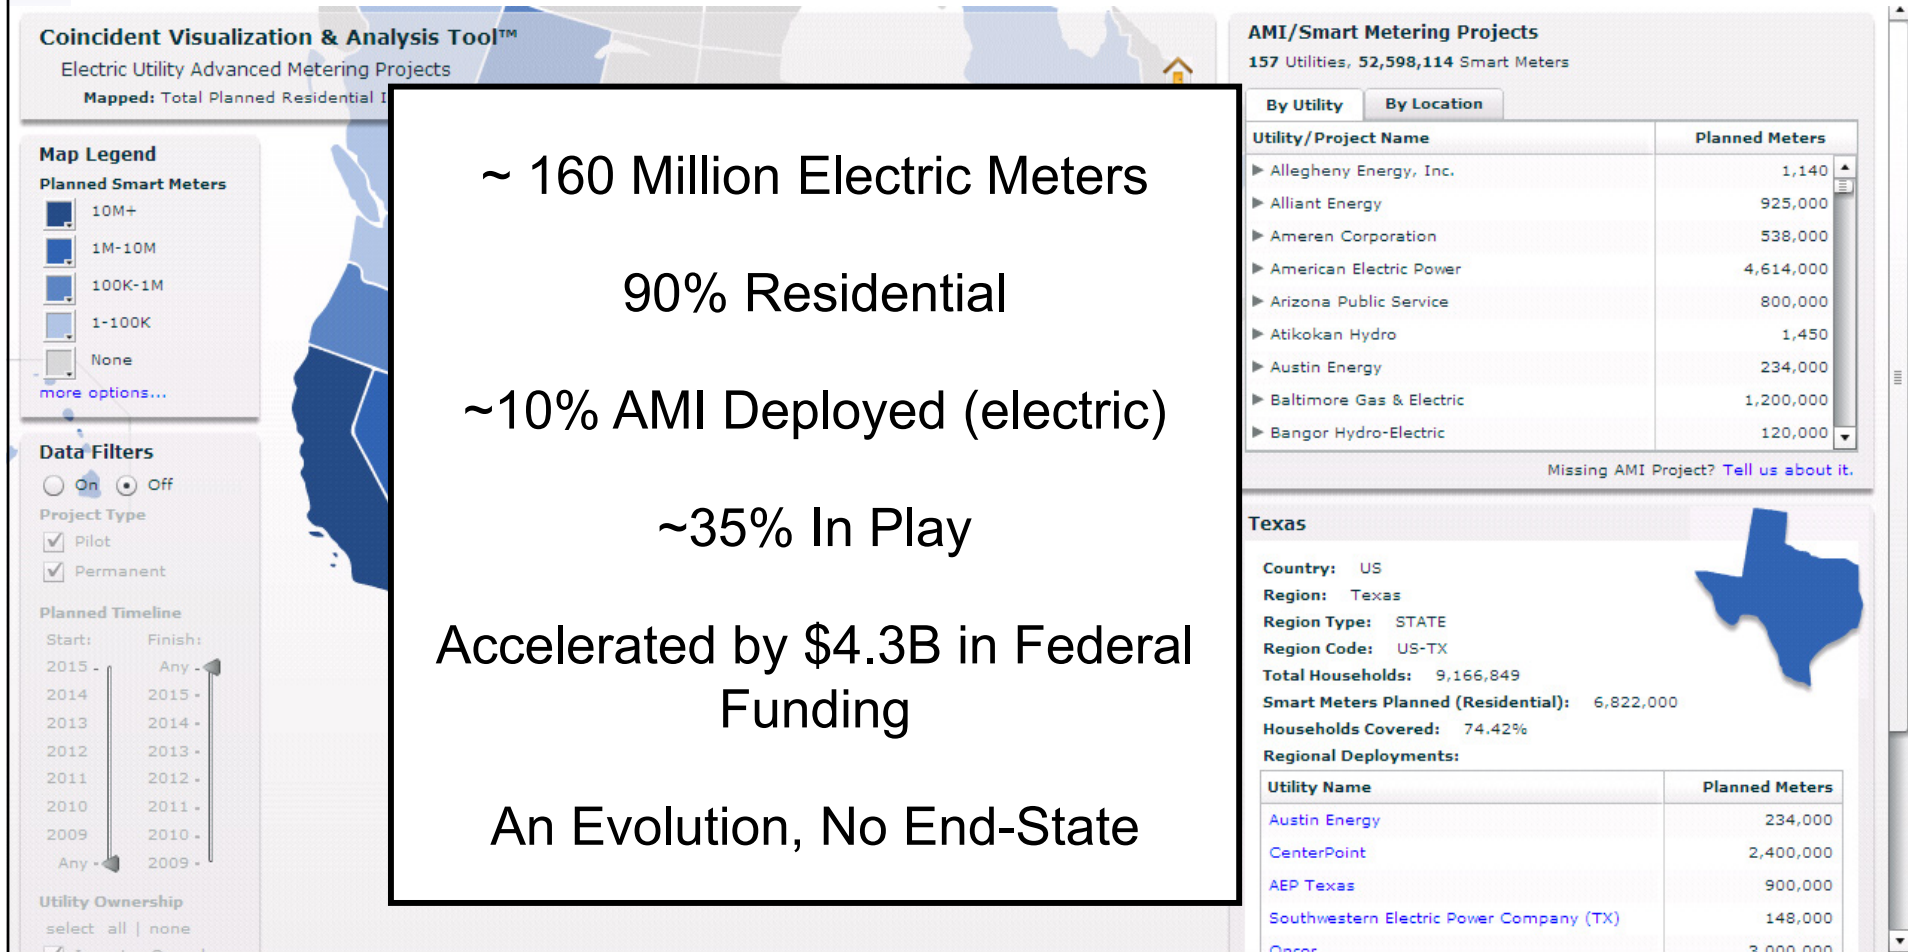 Coincident Visualization & Analysis Tool™
Electric Utility Advanced Metering Projects
Mapped: Total Planned Residential
Map Legend
Planned Smart Meters
10M+
1M-10M
100K-1M
1-100K
None
more options...
Data Filters
On Off
Project Type
Pilot
Permanent
Planned Timeline
Start: Finish:
2015 - Any -
2014 2015 -
2013 2014 -
2012 2013 -
2011 2012 -
2010 2011 -
2009 2010 -
Any - 2009 -
Utility Ownership
select all | none
~ 160 Million Electric Meters
90% Residential
~10% AMI Deployed (electric)
~35% In Play
Accelerated by $4.3B in Federal
Funding
An Evolution, No End-State
AMI/Smart Metering Projects
157 Utilities, 52,598,114 Smart Meters
By Utility By Location
Utility/Project Name Planned Meters
Allegheny Energy, Inc. 1,140
Alliant Energy 925,000
Ameren Corporation 538,000
American Electric Power 4,614,000
Arizona Public Service 800,000
Atikokan Hydro 1,450
Austin Energy 234,000
Baltimore Gas & Electric 1,200,000
Bangor Hydro-Electric 120,000
Missing AMI Project? Tell us about it.
Texas
Country: US
Region: Texas
Region Type: STATE
Region Code: US-TX
Total Households: 9,166,849
Smart Meters Planned (Residential): 6,822,000
Households Covered: 74.42%
Regional Deployments:
Utility Name Planned Meters
Austin Energy 234,000
CenterPoint 2,400,000
AEP Texas 900,000
Southwestern Electric Power Company (TX) 148,000
Oncor 3,000,000